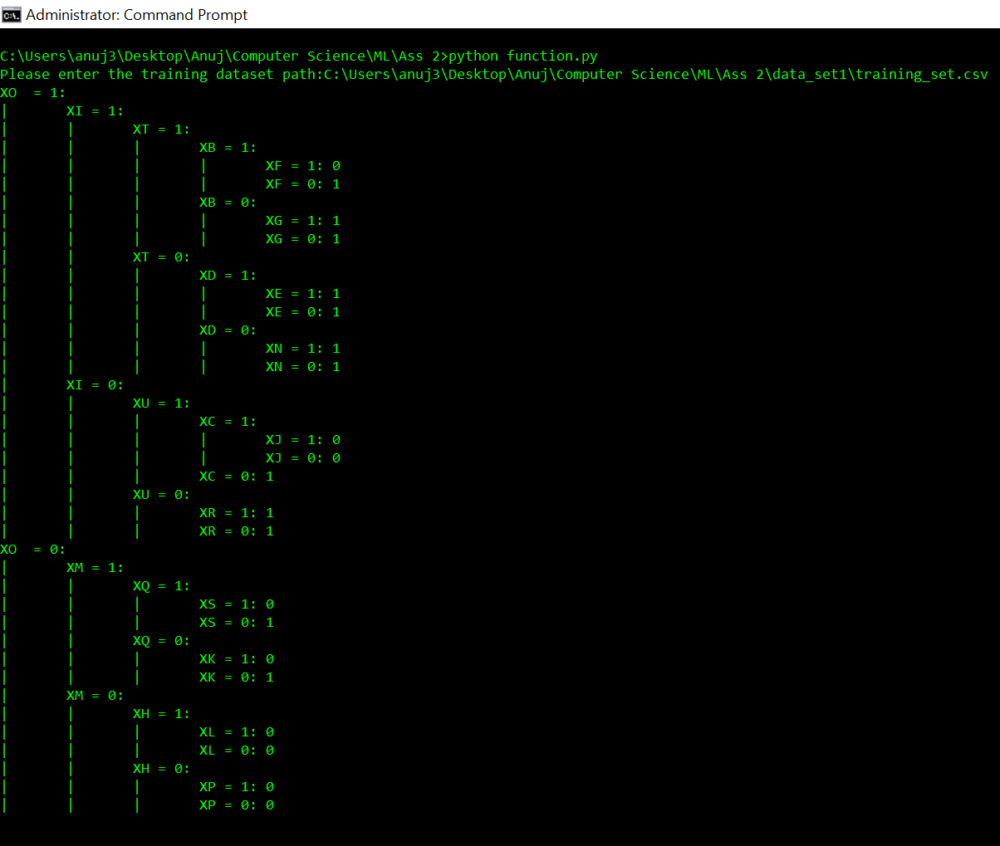 Administrator: Command Prompt
C:\Users\anuj3\Desktop\Anuj\Computer Science\ML\Ass 2>python function.py
Please enter the training dataset path:C:\Users\anuj3\Desktop\Anuj\Computer Science\ML\Ass 2\data_set1\training_set.csv
XO  = 1:
|       XI = 1:
|       |       XT = 1:
|       |       |       XB = 1:
|       |       |       |       XF = 1: 0
|       |       |       |       XF = 0: 1
|       |       |       XB = 0:
|       |       |       |       XG = 1: 1
|       |       |       |       XG = 0: 1
|       |       XT = 0:
|       |       |       XD = 1:
|       |       |       |       XE = 1: 1
|       |       |       |       XE = 0: 1
|       |       |       XD = 0:
|       |       |       |       XN = 1: 1
|       |       |       |       XN = 0: 1
|       XI = 0:
|       |       XU = 1:
|       |       |       XC = 1:
|       |       |       |       XJ = 1: 0
|       |       |       |       XJ = 0: 0
|       |       |       XC = 0: 1
|       |       XU = 0:
|       |       |       XR = 1: 1
|       |       |       XR = 0: 1
XO  = 0:
|       XM = 1:
|       |       XQ = 1:
|       |       |       XS = 1: 0
|       |       |       XS = 0: 1
|       |       XQ = 0:
|       |       |       XK = 1: 0
|       |       |       XK = 0: 1
|       XM = 0:
|       |       XH = 1:
|       |       |       XL = 1: 0
|       |       |       XL = 0: 0
|       |       XH = 0:
|       |       |       XP = 1: 0
|       |       |       XP = 0: 0